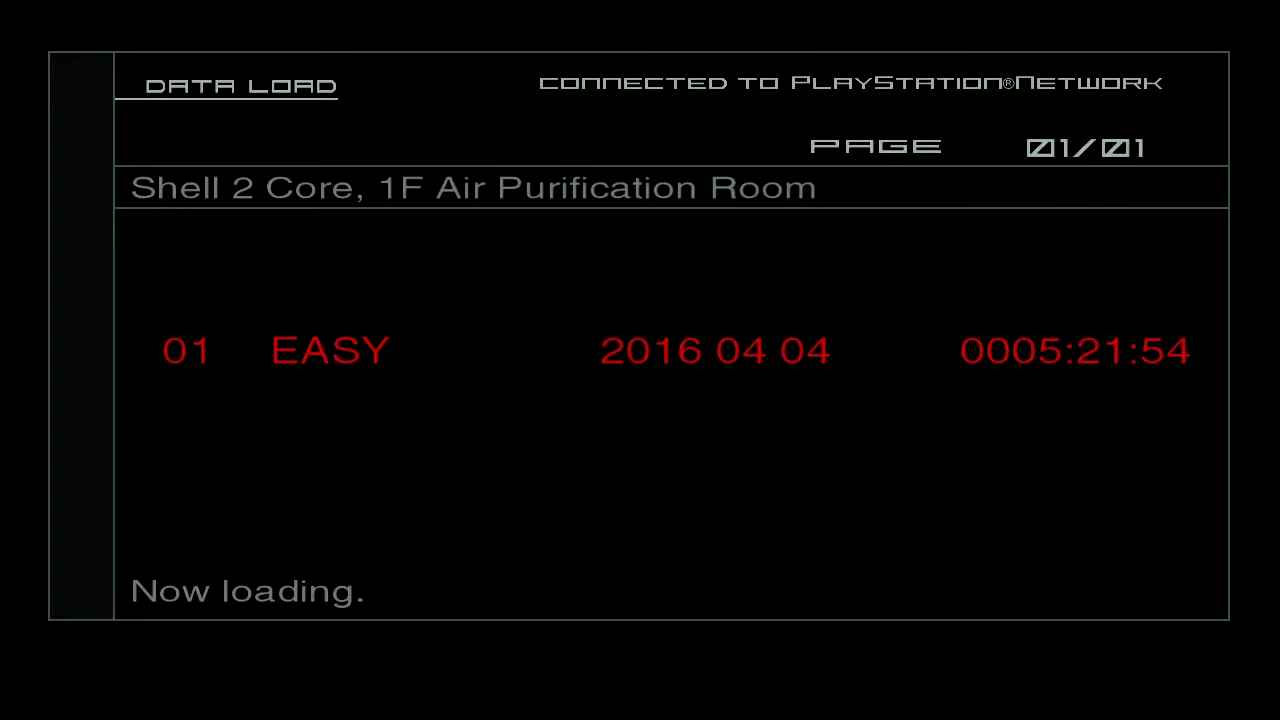 DATA LOAD
CONNECTED TO PLAYSTATION®NETWORK
PAGE 01/01
Shell 2 Core, 1F Air Purification Room
01 EASY 2016 04 04 0005:21:54
Now loading.